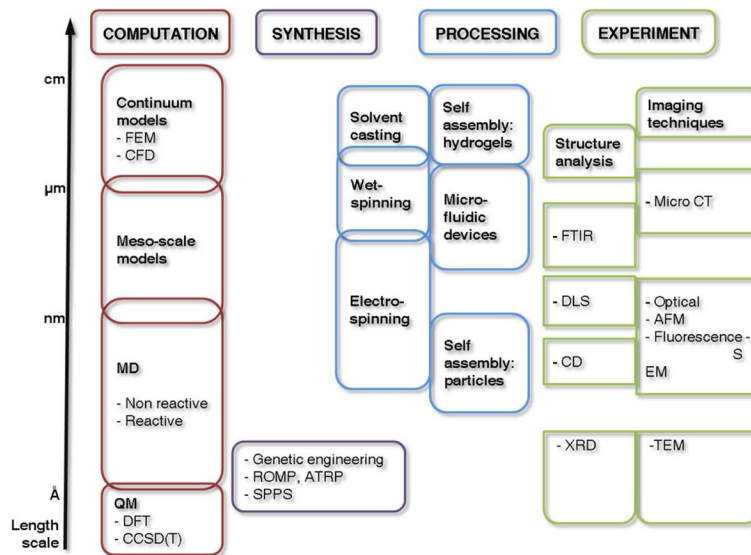 COMPUTATION
SYNTHESIS
PROCESSING
EXPERIMENT
cm
µm
nm
Å
Length
scale
Continuum
models
- FEM
- CFD
Meso-scale
models
MD
- Non reactive
- Reactive
QM
- DFT
- CCSD(T)
- Genetic engineering
- ROMP, ATRP
- SPPS
Solvent
casting
Wet-
spinning
Electro-
spinning
Self
assembly:
hydrogels
Micro-
fluidic
devices
Self
assembly:
particles
Structure
analysis
- FTIR
- DLS
- CD
- XRD
Imaging
techniques
- Micro CT
- Optical
- AFM
- Fluorescence -
S
EM
-TEM